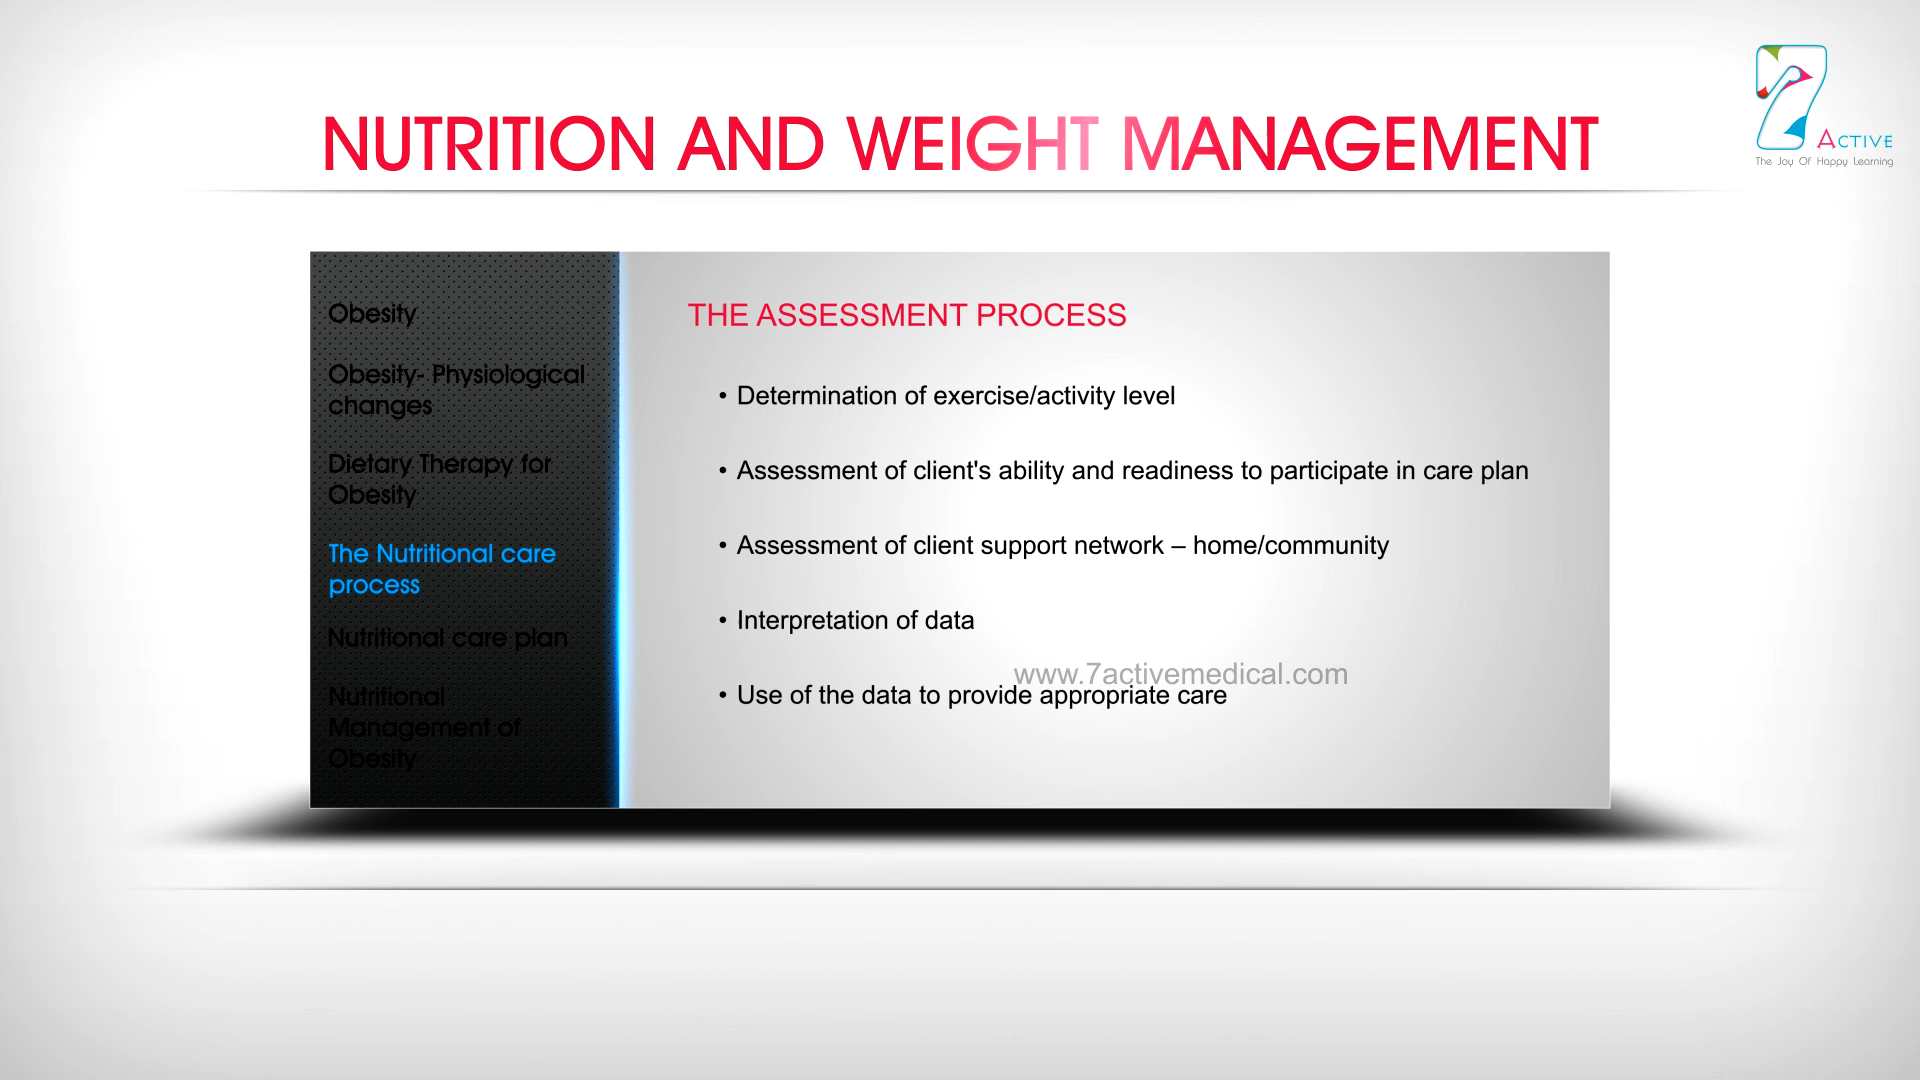 NUTRITION AND WEIGHT MANAGEMENT
7 ACTIVE
The Joy Of Happy Learning
Obesity
Obesity- Physiological
changes
Dietary Therapy for
Obesity
The Nutritional care
process
Nutritional care plan
Nutritional
Management of
Obesity
THE ASSESSMENT PROCESS
• Determination of exercise/activity level
• Assessment of client's ability and readiness to participate in care plan
• Assessment of client support network – home/community
• Interpretation of data
www.7activemedical.com
• Use of the data to provide appropriate care